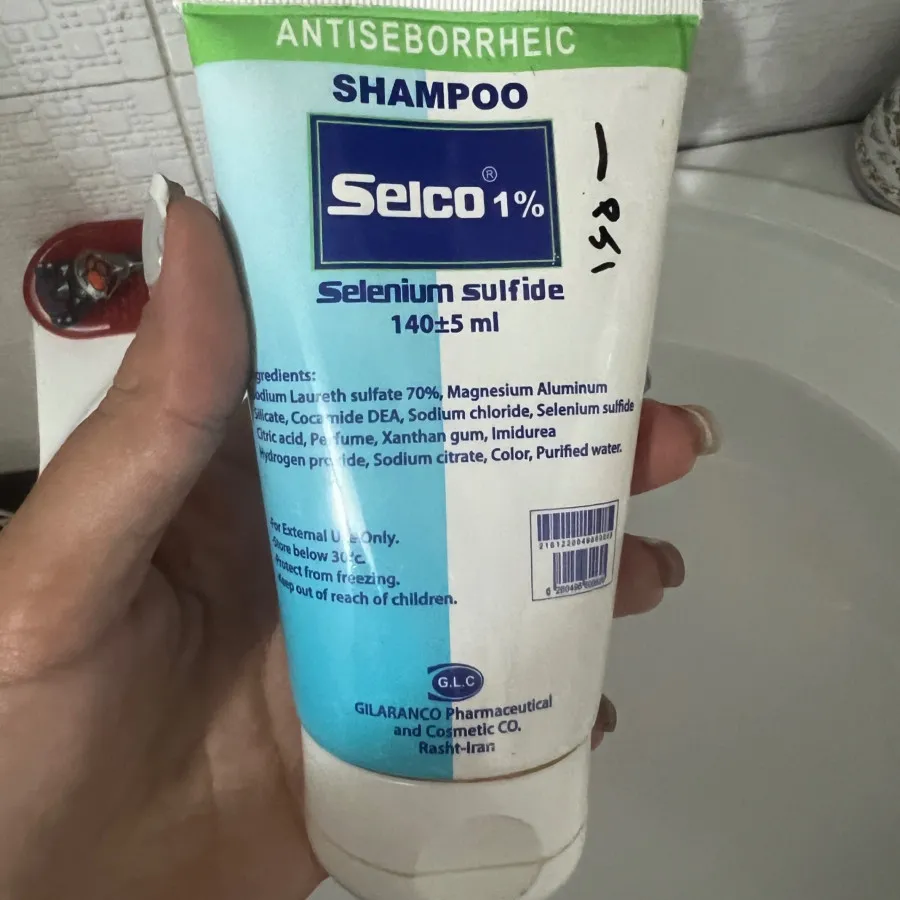 ANTISEBORRHEIC
SHAMPOO
Selco® 1%
Selenium sulfide
140±5 ml
gredients:
odium Laureth sulfate 70%, Magnesium Aluminum
Silicate, Cocamide DEA, Sodium chloride, Selenium sulfide
Citric acid, Perfume, Xanthan gum, Imidurea
Hydrogen peroxide, Sodium citrate, Color, Purified water.
For External Use Only.
Store below 30°c.
Protect from freezing.
Keep out of reach of children.
G.L.C
GILARANCO Pharmaceutical
and Cosmetic CO.
Rasht-Iran